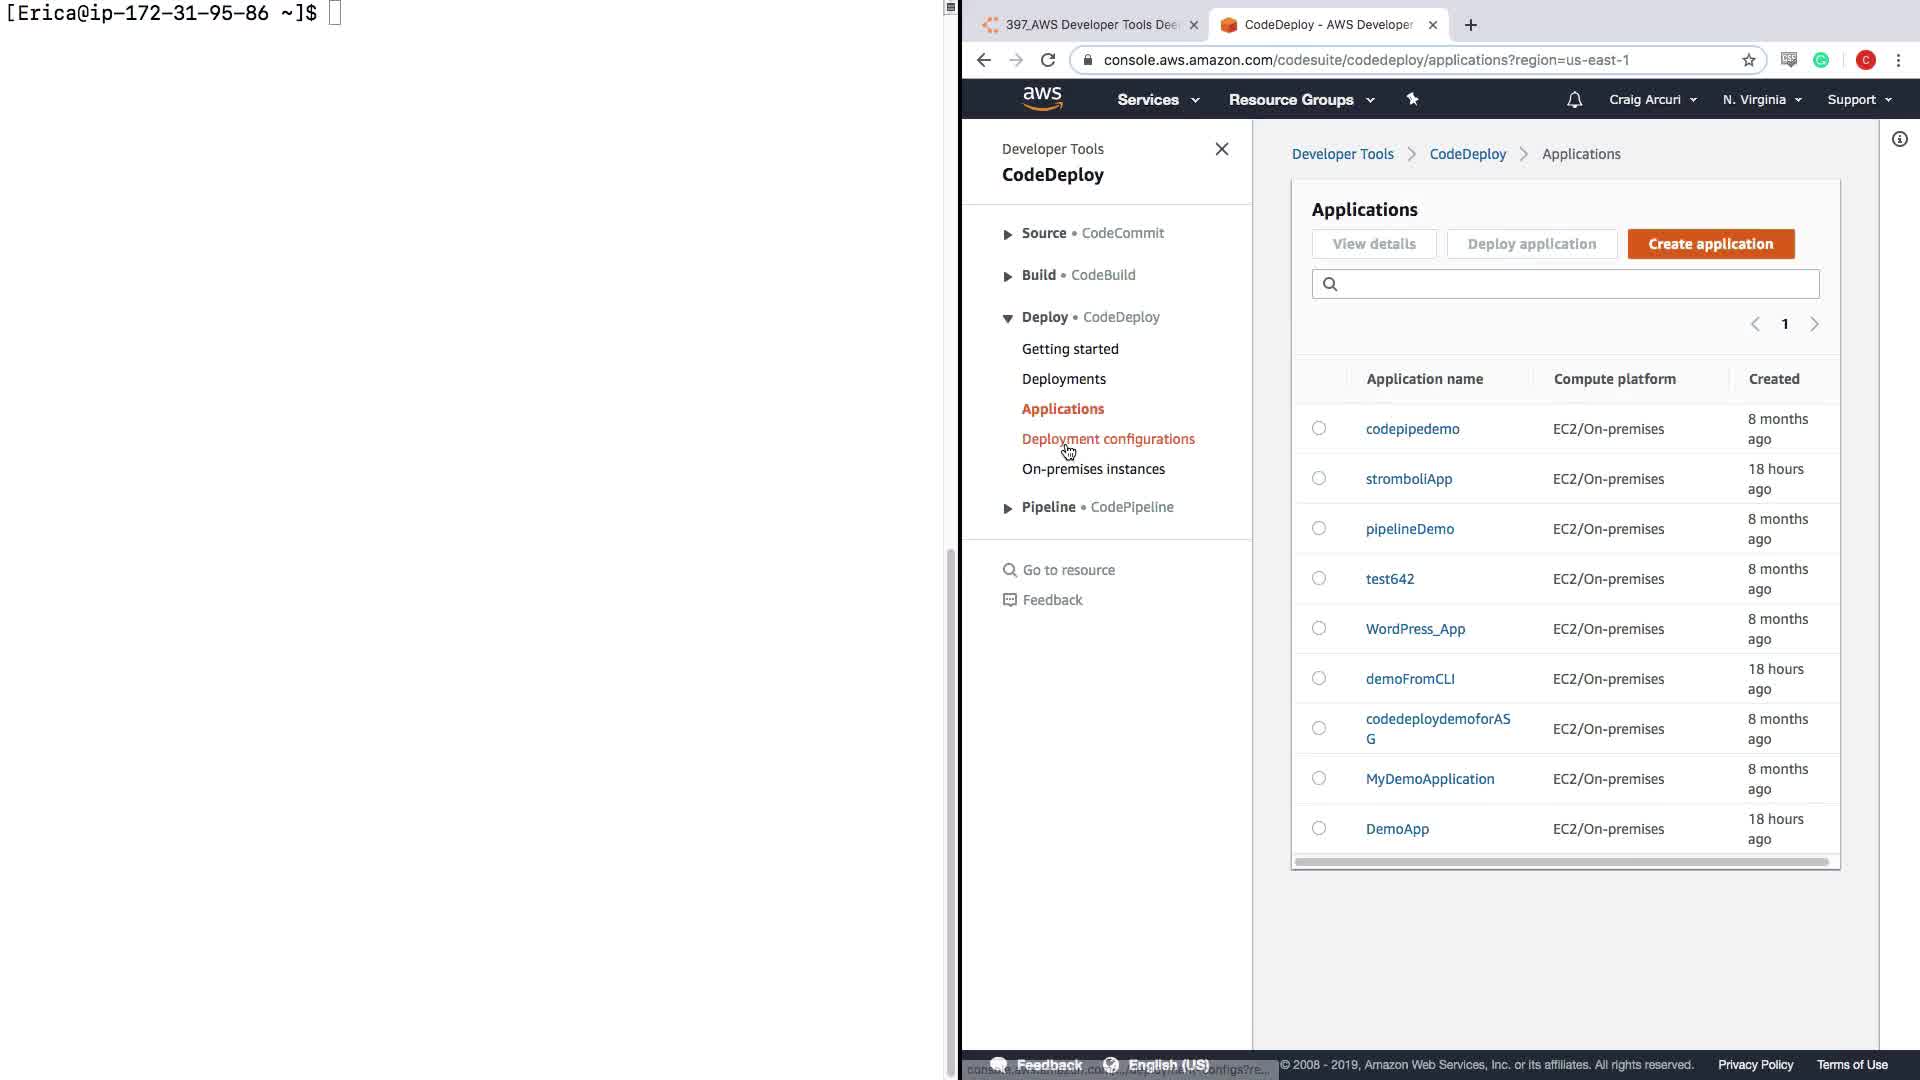 [Erica@ip-172-31-95-86 ~]$
397_AWS Developer Tools Dee
CodeDeploy - AWS Developer
console.aws.amazon.com/codesuite/codedeploy/applications?region=us-east-1
C
aws
Services
Resource Groups
Craig Arcuri
N. Virginia
Support
Developer Tools
CodeDeploy
Source • CodeCommit
Build • CodeBuild
Deploy • CodeDeploy
Getting started
Deployments
Applications
Deployment configurations
On-premises instances
Pipeline • CodePipeline
Go to resource
Feedback
Developer Tools
CodeDeploy
Applications
Applications
View details
Deploy application
Create application
1
Application name Compute platform Created
codepipedemo EC2/On-premises 8 months
ago
stromboliApp EC2/On-premises 18 hours
ago
pipelineDemo EC2/On-premises 8 months
ago
test642 EC2/On-premises 8 months
ago
WordPress_App EC2/On-premises 8 months
ago
demoFromCLI EC2/On-premises 18 hours
ago
codedeploydemoforAS
G EC2/On-premises 8 months
ago
MyDemoApplication EC2/On-premises 8 months
ago
DemoApp EC2/On-premises 18 hours
ago
Feedback
English (US)
© 2008 - 2019, Amazon Web Services, Inc. or its affiliates. All rights reserved.
Privacy Policy
Terms of Use